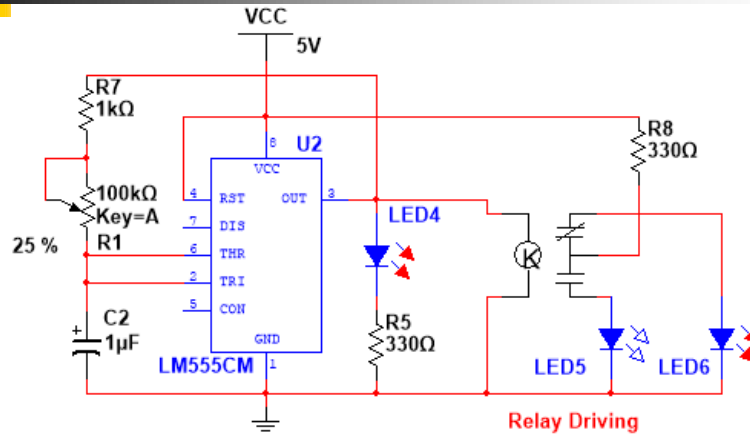 VCC
5V
R7
1kΩ
8
U2
VCC
R8
330Ω
100kΩ
Key=A
R1
25 %
4
RST
OUT
3
LED4
7
DIS
6
THR
K
2
TRI
5
CON
C2
+
1µF
R5
330Ω
GND
LM555CM
1
LED5
LED6
Relay Driving